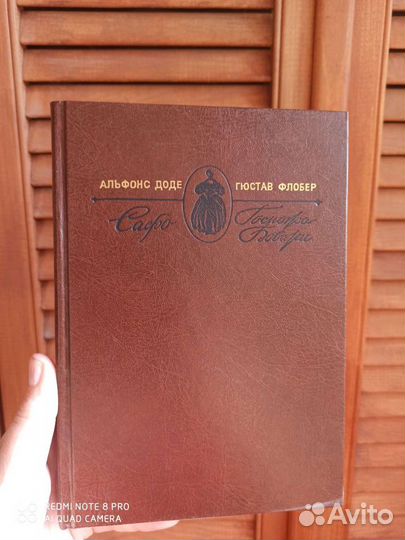 АЛЬФОНС ДОДЕ
Сафо
ГЮСТАВ ФЛОБЕР
Госпожа
Бовари
REDMI NOTE 8 PRO
AI QUAD CAMERA
Avito